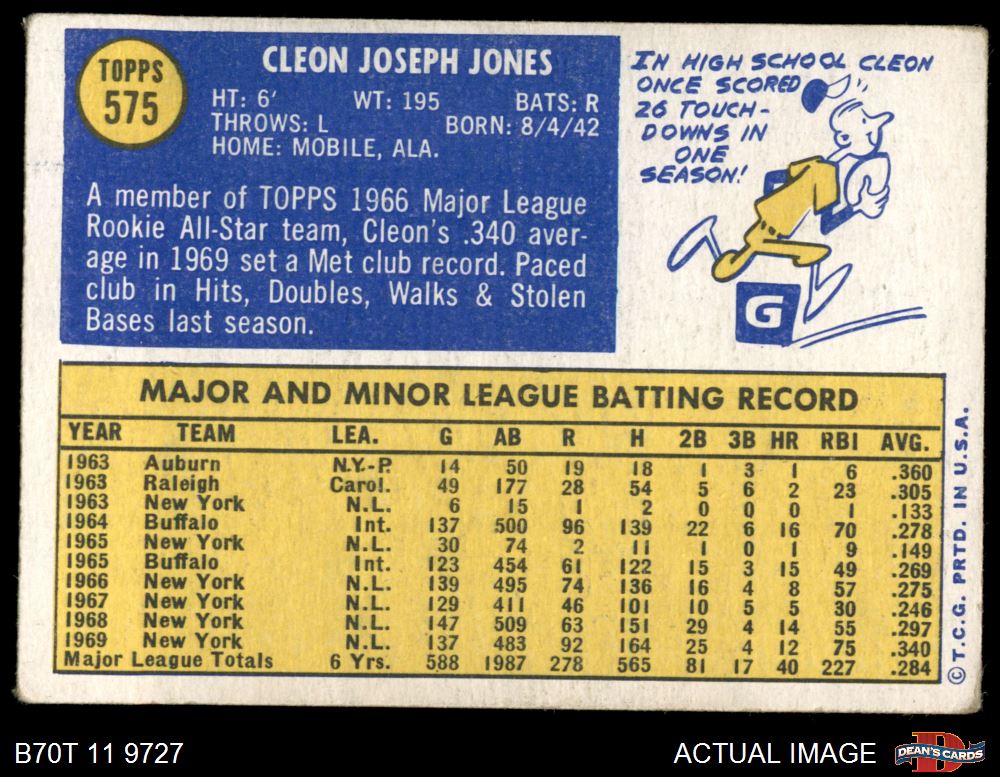 TOPPS
575
CLEON JOSEPH JONES
HT: 6' WT: 195 BATS: R
THROWS: L BORN: 8/4/42
HOME: MOBILE, ALA.
A member of TOPPS 1966 Major League
Rookie All-Star team, Cleon's .340 aver-
age in 1969 set a Met club record. Paced
club in Hits, Doubles, Walks & Stolen
Bases last season.
IN HIGH SCHOOL CLEON
ONCE SCORED
26 TOUCH-
DOWNS IN
ONE
SEASON!
G
MAJOR AND MINOR LEAGUE BATTING RECORD
YEAR TEAM LEA. G AB R H 2B 3B HR RBI AVG.
1963 Auburn N.Y.-P. 14 50 19 18 1 3 1 6 .360
1963 Raleigh Carol. 49 177 28 54 5 6 2 23 .305
1963 New York N.L. 6 15 1 2 0 0 0 1 .133
1964 Buffalo Int. 137 500 96 139 22 6 16 70 .278
1965 New York N.L. 30 74 2 11 1 0 1 9 .149
1965 Buffalo Int. 123 454 61 122 15 3 15 49 .269
1966 New York N.L. 139 495 74 136 16 4 8 57 .275
1967 New York N.L. 129 411 46 101 10 5 5 30 .246
1968 New York N.L. 147 509 63 151 29 4 14 55 .297
1969 New York N.L. 137 483 92 164 25 4 12 75 .340
Major League Totals 6 Yrs. 588 1987 278 565 81 17 40 227 .284
© T.C.G. PRTD. IN U.S.A.
B70T 11 9727 ACTUAL IMAGE
DEAN'S CARDS